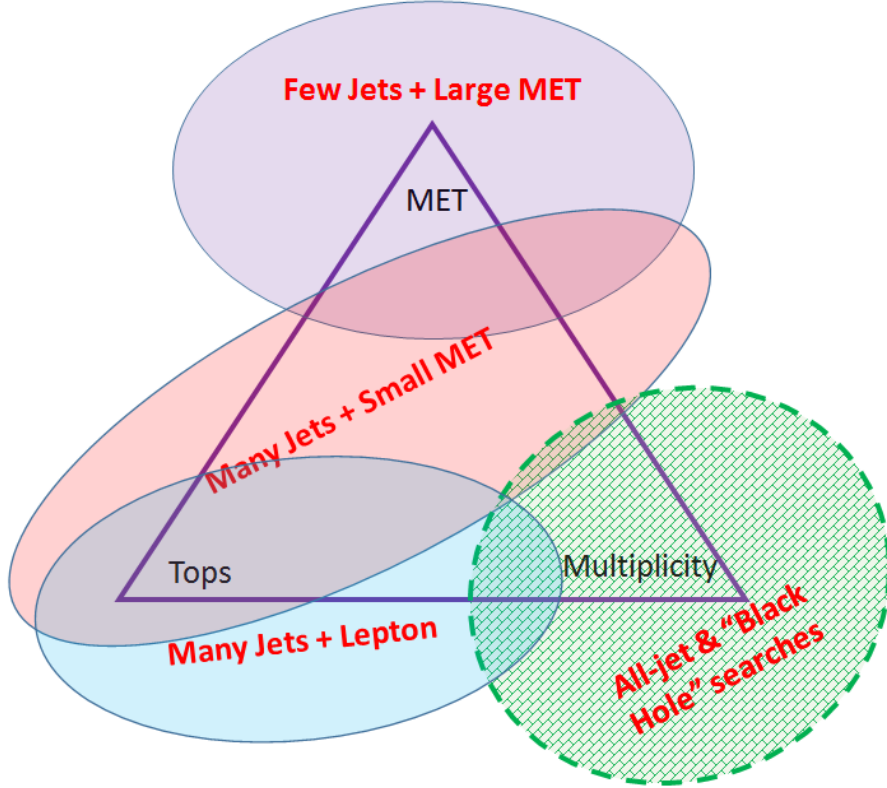 Few Jets + Large MET
MET
Many Jets + Small MET
Tops
Multiplicity
Many Jets + Lepton
All-jet & “Black
Hole” searches